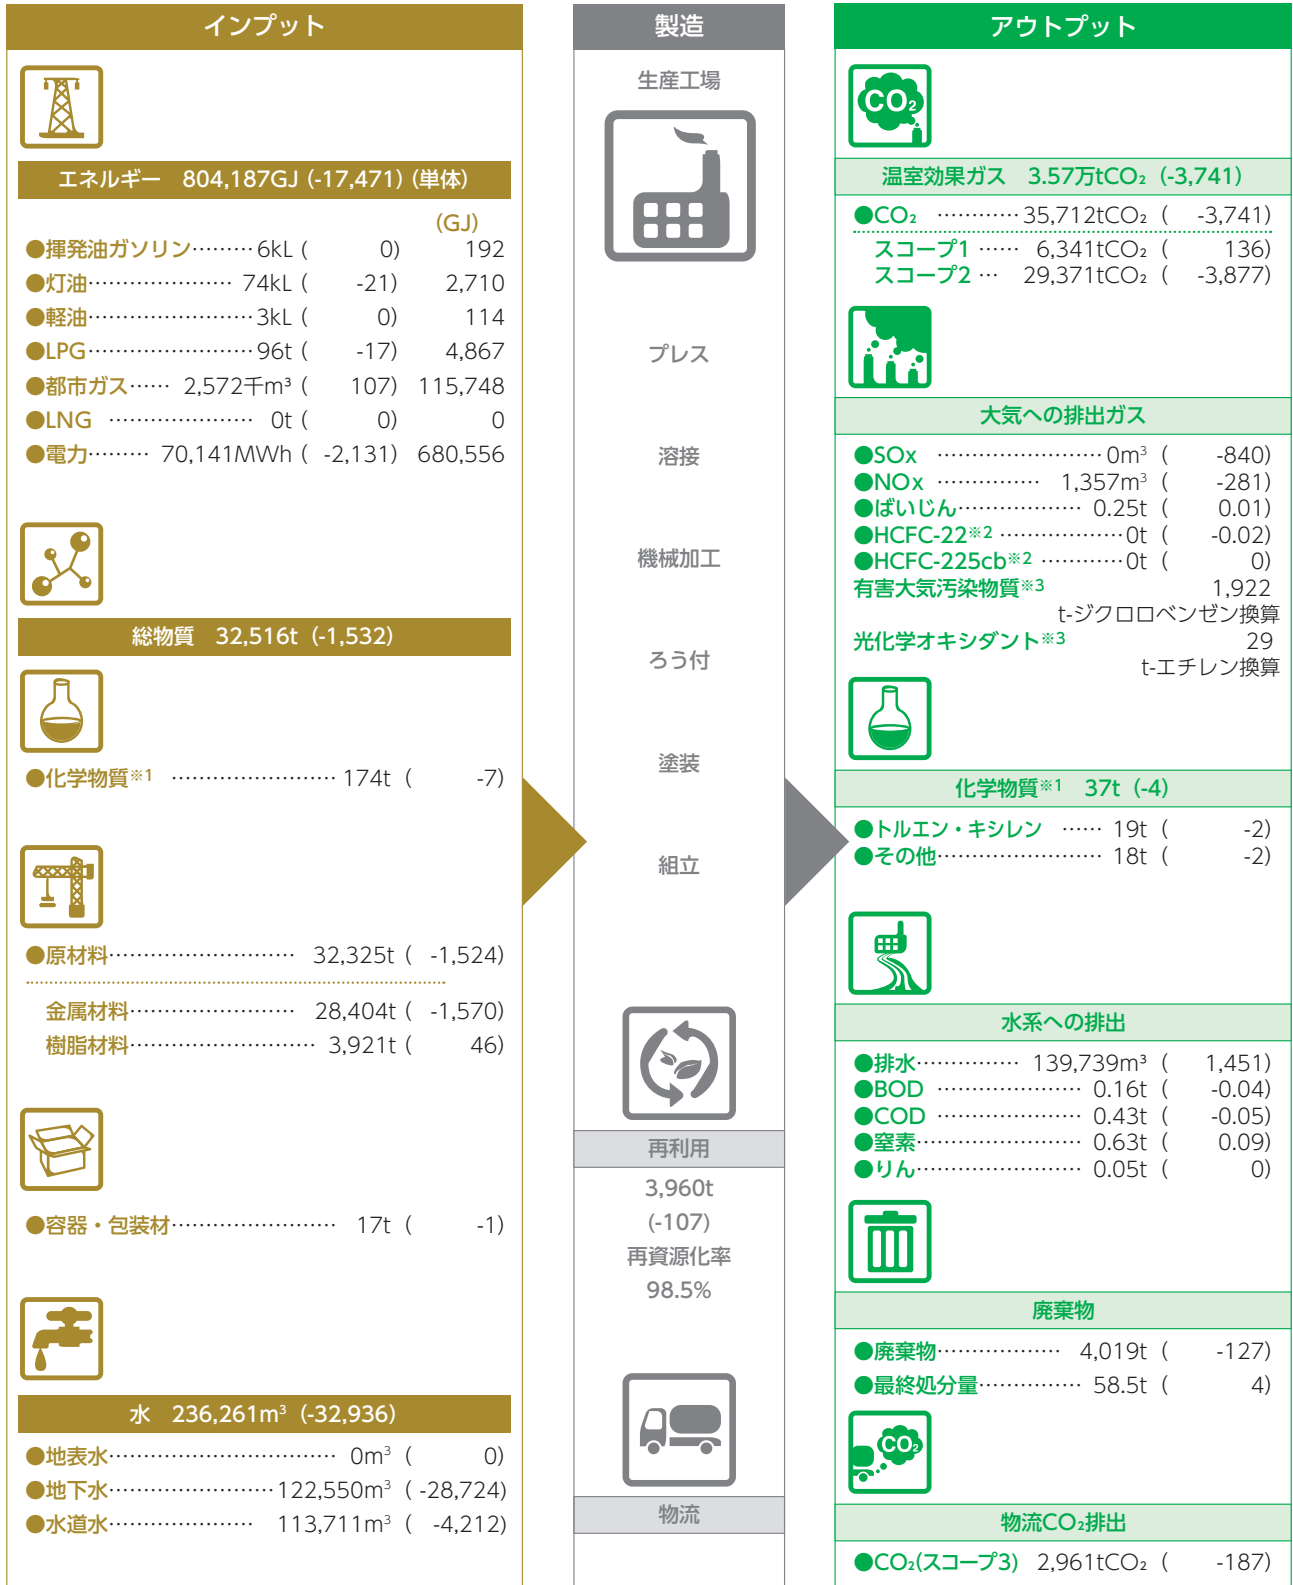 インプット
エネルギー 804,187GJ (-17,471) (単体)
(GJ)
●揮発油ガソリン………6kL ( 0) 192
●灯油………………… 74kL ( -21) 2,710
●軽油……………………3kL ( 0) 114
●LPG……………………96t ( -17) 4,867
●都市ガス…… 2,572千m³ ( 107) 115,748
●LNG ………………… 0t ( 0) 0
●電力……… 70,141MWh ( -2,131) 680,556
総物質 32,516t (-1,532)
●化学物質※1 …………………… 174t ( -7)
●原材料……………………… 32,325t ( -1,524)
金属材料…………………… 28,404t ( -1,570)
樹脂材料……………………… 3,921t ( 46)
●容器・包装材…………………… 17t ( -1)
水 236,261m³ (-32,936)
●地表水…………………………… 0m³ ( 0)
●地下水……………………122,550m³ ( -28,724)
●水道水………………… 113,711m³ ( -4,212)
製造
生産工場
プレス
溶接
機械加工
ろう付
塗装
組立
再利用
3,960t
(-107)
再資源化率
98.5%
物流
アウトプット
CO₂
温室効果ガス 3.57万tCO₂ (-3,741)
●CO₂ …………35,712tCO₂ ( -3,741)
スコープ1 …… 6,341tCO₂ ( 136)
スコープ2 … 29,371tCO₂ ( -3,877)
大気への排出ガス
●SOx ……………………0m³ ( -840)
●NOx …………… 1,357m³ ( -281)
●ばいじん……………… 0.25t ( 0.01)
●HCFC-22※2 ………………0t ( -0.02)
●HCFC-225cb※2 …………0t ( 0)
有害大気汚染物質※3 1,922
t-ジクロロベンゼン換算
光化学オキシダント※3 29
t-エチレン換算
化学物質※1 37t (-4)
●トルエン・キシレン …… 19t ( -2)
●その他…………………… 18t ( -2)
水系への排出
●排水…………… 139,739m³ ( 1,451)
●BOD ………………… 0.16t ( -0.04)
●COD ………………… 0.43t ( -0.05)
●窒素…………………… 0.63t ( 0.09)
●りん…………………… 0.05t ( 0)
廃棄物
●廃棄物……………… 4,019t ( -127)
●最終処分量…………… 58.5t ( 4)
CO₂
物流CO₂排出
●CO₂(スコープ3) 2,961tCO₂ ( -187)